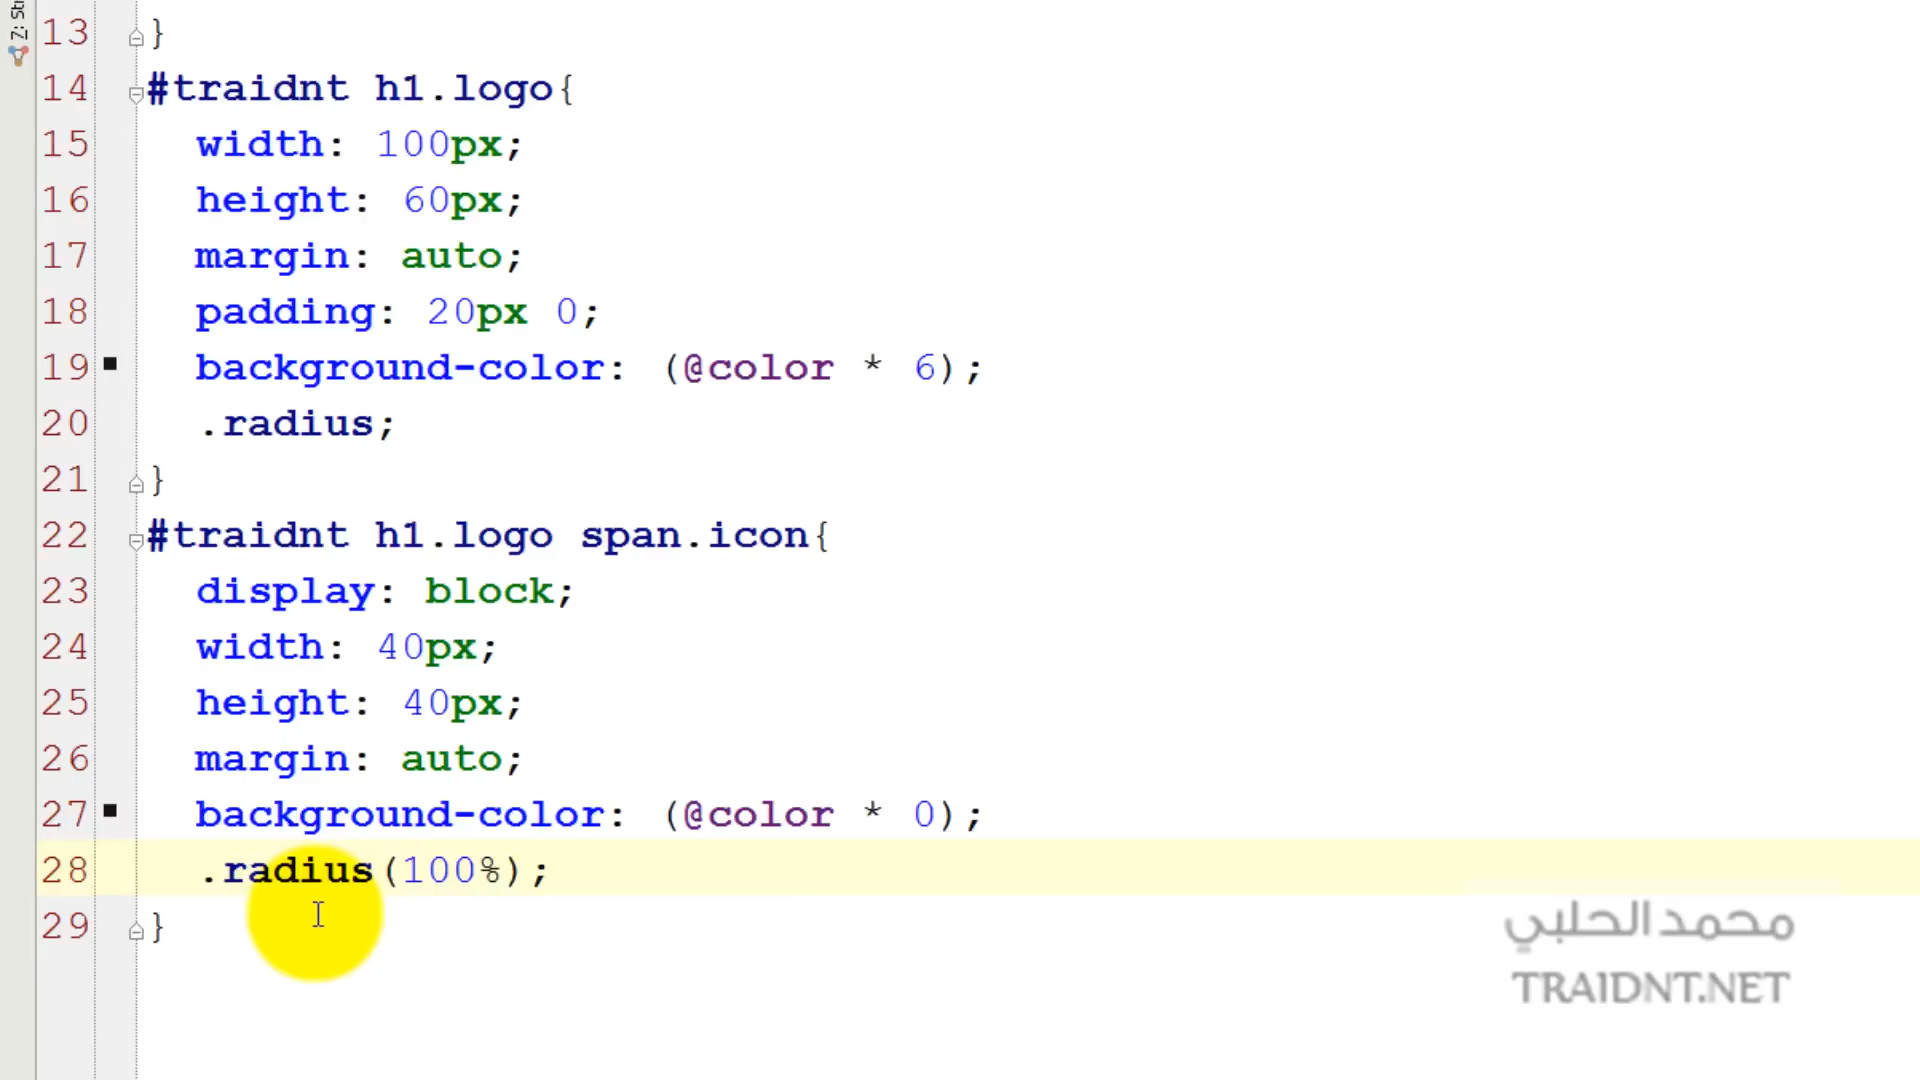 Z: St
13 }
14 #traidnt h1.logo{
15 width: 100px;
16 height: 60px;
17 margin: auto;
18 padding: 20px 0;
19 background-color: (@color * 6);
20 .radius;
21 }
22 #traidnt h1.logo span.icon{
23 display: block;
24 width: 40px;
25 height: 40px;
26 margin: auto;
27 background-color: (@color * 0);
28 .radius(100%);
29 }
محمد الحلبي
TRAIDNT.NET